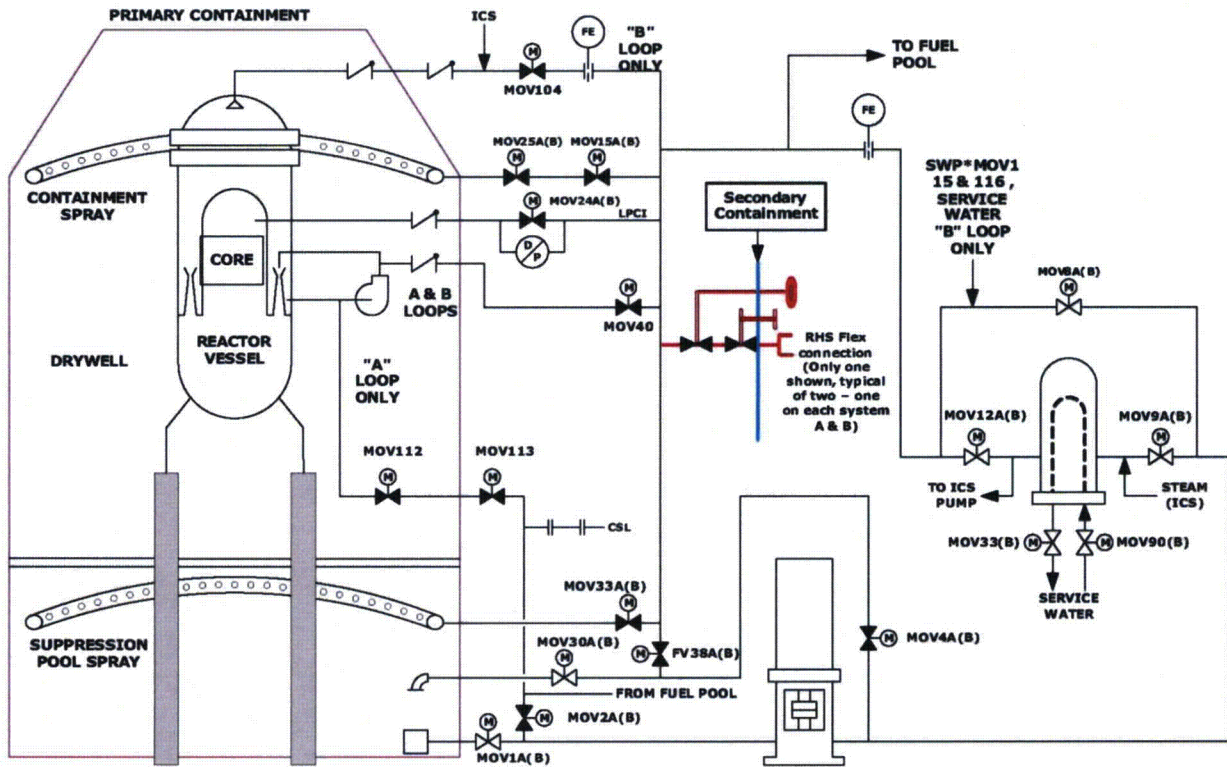 PRIMARY CONTAINMENT
ICS
FE
"B"
LOOP
ONLY
M
MOV104
TO FUEL
POOL
FE
MOV25A(B)
MOV15A(B)
M
M
CONTAINMENT
SPRAY
M
MOV24A(B)
LPCI
D/P
Secondary
Containment
SWP*MOV1
15 & 116 ,
SERVICE
WATER
"B" LOOP
ONLY
CORE
A & B
LOOPS
M
MOV40
MOV8A(B)
M
REACTOR
VESSEL
DRYWELL
"A"
LOOP
ONLY
RHS Flex
connection
(Only one
shown, typical
of two – one
on each system
A & B)
MOV12A(B)
M
MOV9A(B)
M
MOV112
M
MOV113
M
TO ICS
PUMP
STEAM
(ICS)
CSL
MOV33(B)
M
M
MOV90(B)
SERVICE
WATER
MOV33A(B)
M
SUPPRESSION
POOL SPRAY
MOV30A(B)
M
M
FV38A(B)
M
MOV4A(B)
FROM FUEL POOL
M
MOV2A(B)
M
MOV1A(B)